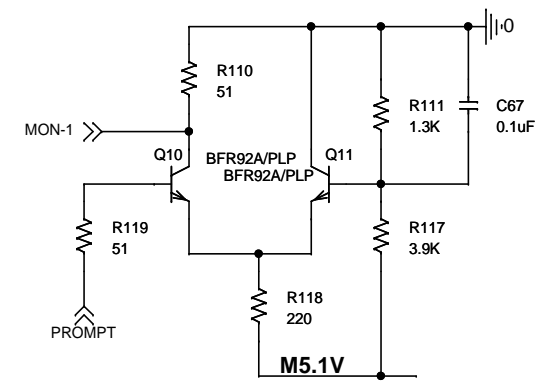 0
R110
51
R111
1.3K
C67
0.1uF
MON-1
Q10
BFR92A/PLP
Q11
BFR92A/PLP
R119
51
R117
3.9K
R118
220
PROMPT
M5.1V